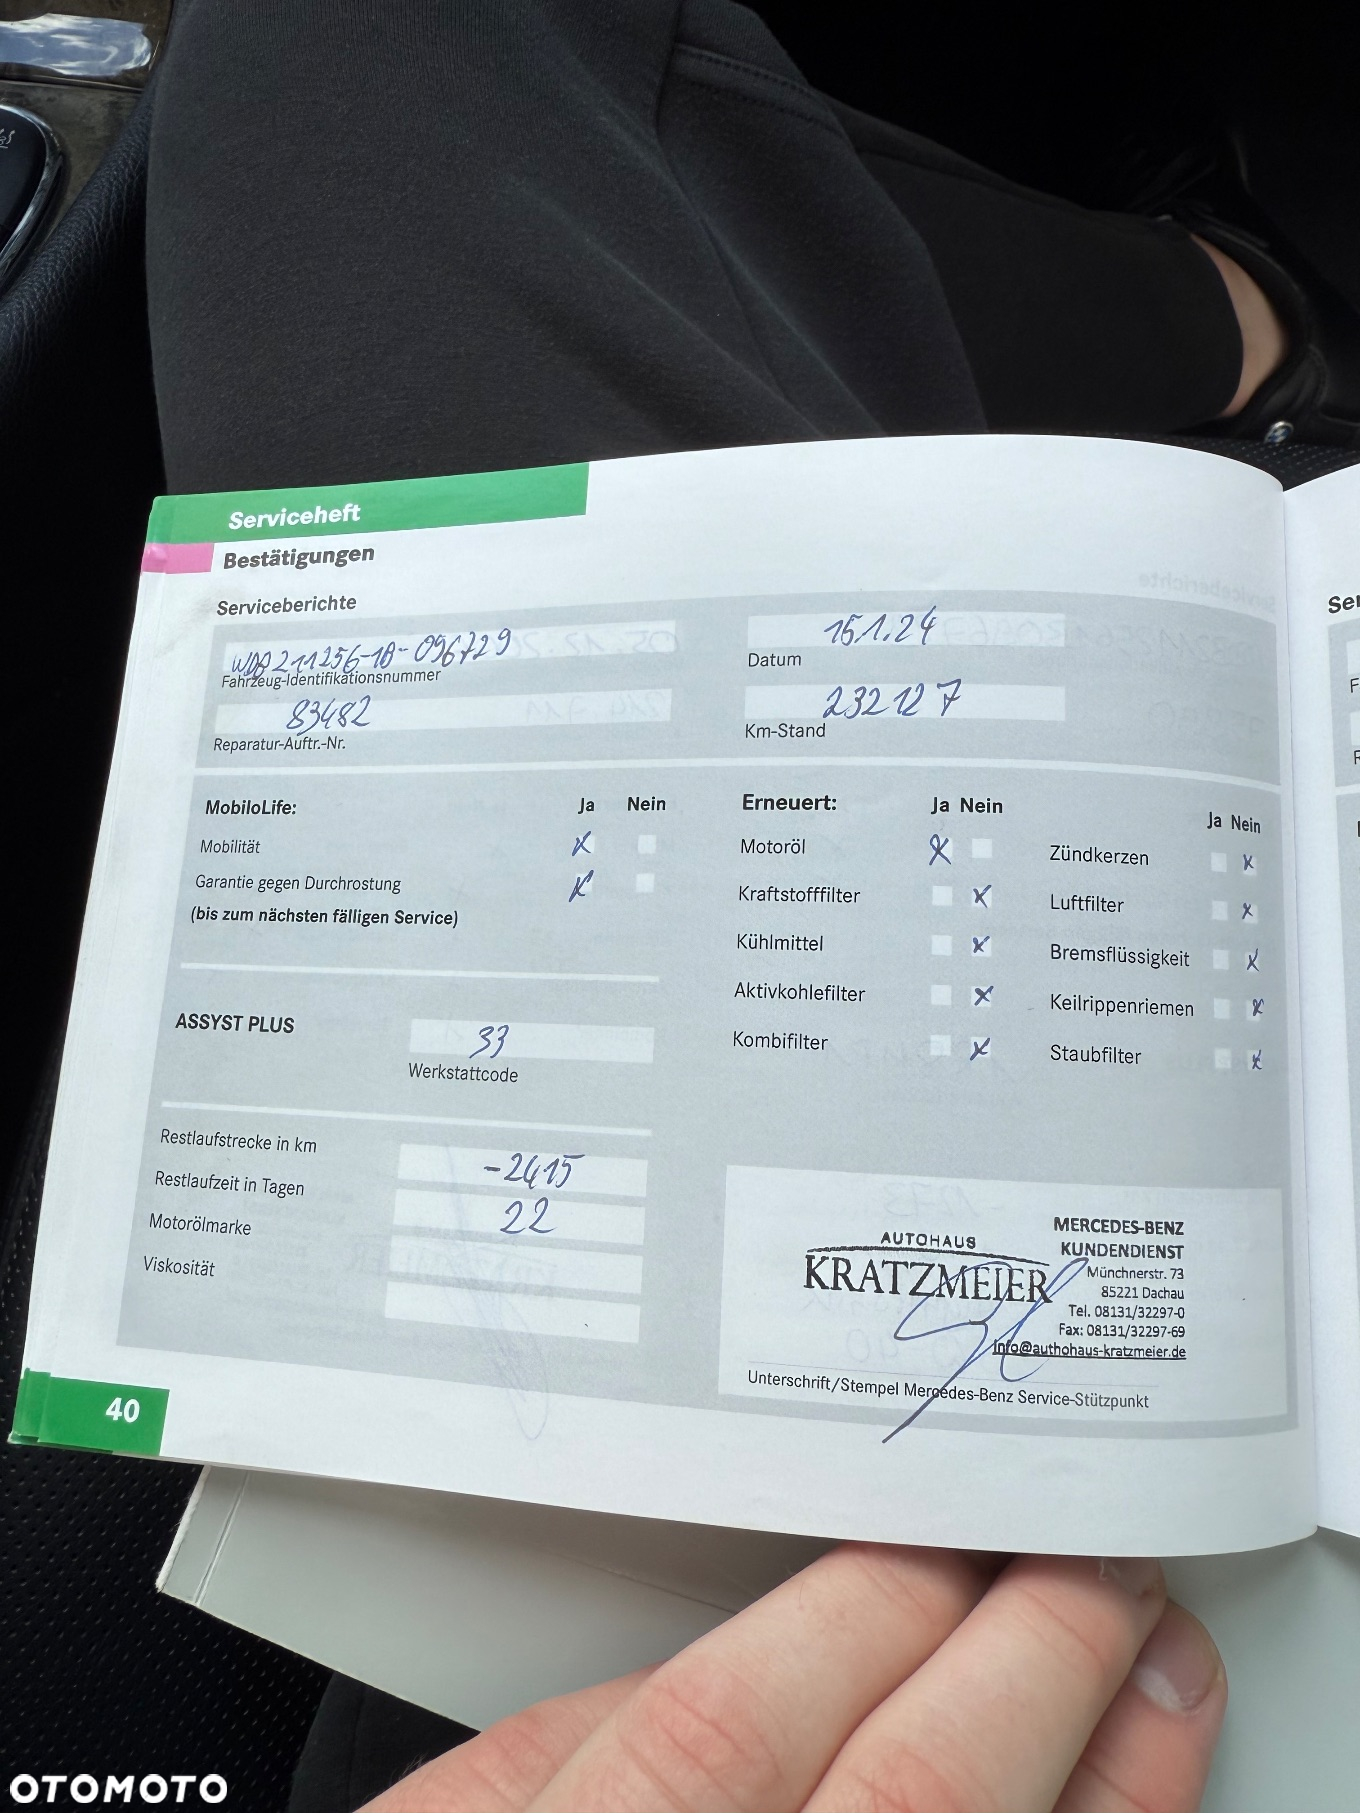 Serviceheft
Bestätigungen
Serviceberichte
WDB 211256-1B-096729
Fahrzeug-Identifikationsnummer
15.1.24
Datum
83482
Reparatur-Auftr.-Nr.
232127
Km-Stand
MobiloLife: Ja Nein
Mobilität x
Garantie gegen Durchrostung x
(bis zum nächsten fälligen Service)
Erneuert: Ja Nein Ja Nein
Motoröl x Zündkerzen x
Kraftstofffilter x Luftfilter x
Kühlmittel x Bremsflüssigkeit x
Aktivkohlefilter x Keilrippenriemen x
Kombifilter x Staubfilter x
ASSYST PLUS 33
Werkstattcode
Restlaufstrecke in km -2415
Restlaufzeit in Tagen 22
Motorölmarke
Viskosität
AUTOHAUS
KRATZMEIER
MERCEDES-BENZ
KUNDENDIENST
Münchnerstr. 73
85221 Dachau
Tel. 08131/32297-0
Fax: 08131/32297-69
info@authohaus-kratzmeier.de
Unterschrift/Stempel Mercedes-Benz Service-Stützpunkt
40
OTOMOTO